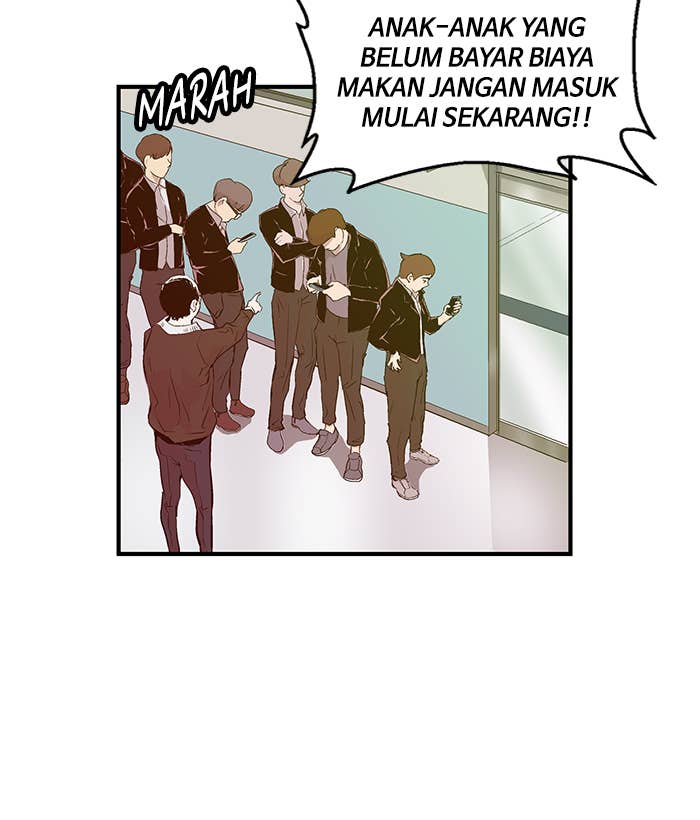 ANAK-ANAK YANG
BELUM BAYAR BIAYA
MAKAN JANGAN MASUK
MULAI SEKARANG!!
MARAH